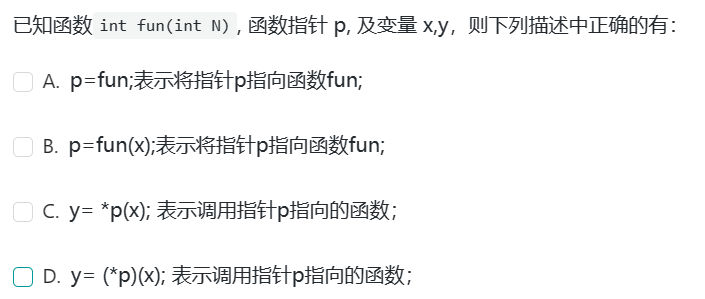 已知函数 int fun(int N) , 函数指针 p, 及变量 x,y，则下列描述中正确的有：
A. p=fun;表示将指针p指向函数fun;
B. p=fun(x);表示将指针p指向函数fun;
C. y= *p(x); 表示调用指针p指向的函数；
D. y= (*p)(x); 表示调用指针p指向的函数；